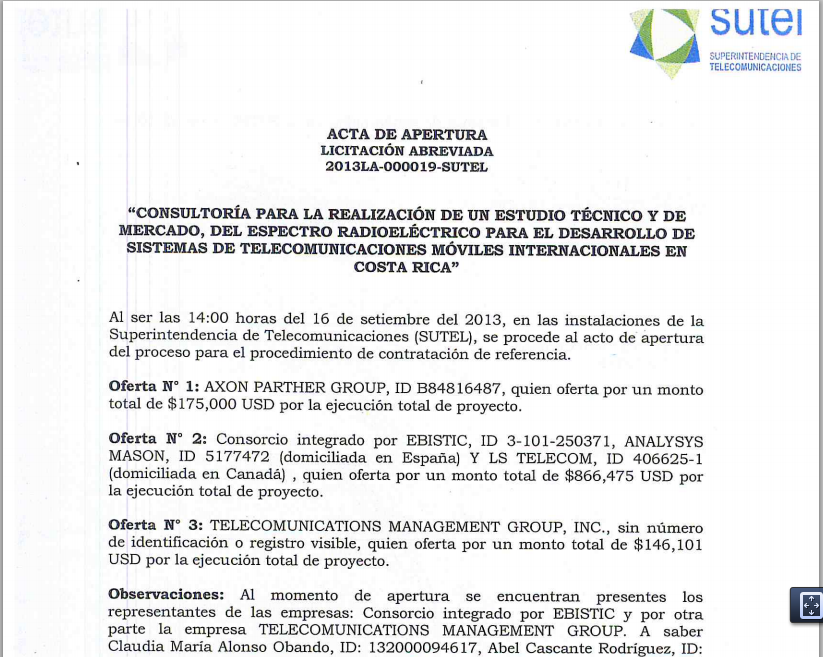 sutel
SUPERINTENDENCIA DE
TELECOMUNICACIONES
ACTA DE APERTURA
LICITACIÓN ABREVIADA
2013LA-000019-SUTEL
“CONSULTORÍA PARA LA REALIZACIÓN DE UN ESTUDIO TÉCNICO Y DE
MERCADO, DEL ESPECTRO RADIOELÉCTRICO PARA EL DESARROLLO DE
SISTEMAS DE TELECOMUNICACIONES MÓVILES INTERNACIONALES EN
COSTA RICA”
Al ser las 14:00 horas del 16 de setiembre del 2013, en las instalaciones de la
Superintendencia de Telecomunicaciones (SUTEL), se procede al acto de apertura
del proceso para el procedimiento de contratación de referencia.
Oferta N° 1: AXON PARTHER GROUP, ID B84816487, quien oferta por un monto
total de $175,000 USD por la ejecución total de proyecto.
Oferta N° 2: Consorcio integrado por EBISTIC, ID 3-101-250371, ANALYSYS
MASON, ID 5177472 (domiciliada en España) Y LS TELECOM, ID 406625-1
(domiciliada en Canadá) , quien oferta por un monto total de $866,475 USD por
la ejecución total de proyecto.
Oferta N° 3: TELECOMUNICATIONS MANAGEMENT GROUP, INC., sin número
de identificación o registro visible, quien oferta por un monto total de $146,101
USD por la ejecución total de proyecto.
Observaciones: Al momento de apertura se encuentran presentes los
representantes de las empresas: Consorcio integrado por EBISTIC y por otra
parte la empresa TELECOMUNICATIONS MANAGEMENT GROUP. A saber
Claudia María Alonso Obando, ID: 132000094617, Abel Cascante Rodríguez, ID: